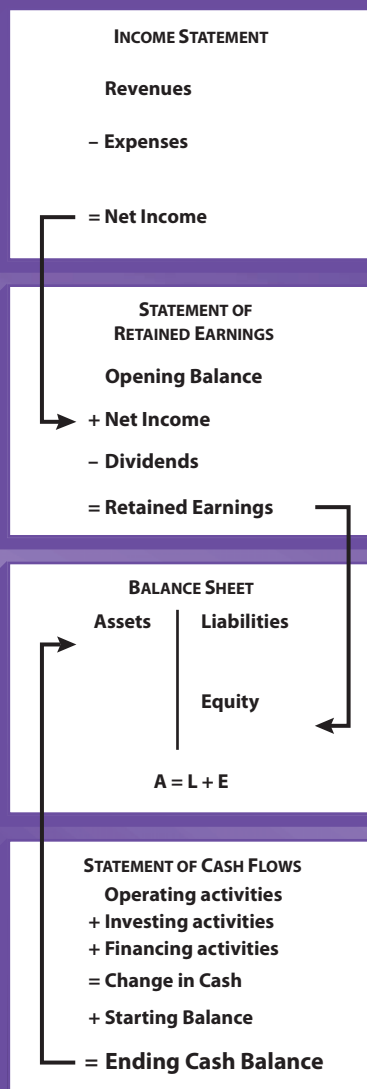 INCOME STATEMENT
Revenues
– Expenses
= Net Income
STATEMENT OF
RETAINED EARNINGS
Opening Balance
+ Net Income
– Dividends
= Retained Earnings
BALANCE SHEET
Assets Liabilities
Equity
A = L + E
STATEMENT OF CASH FLOWS
Operating activities
+ Investing activities
+ Financing activities
= Change in Cash
+ Starting Balance
= Ending Cash Balance